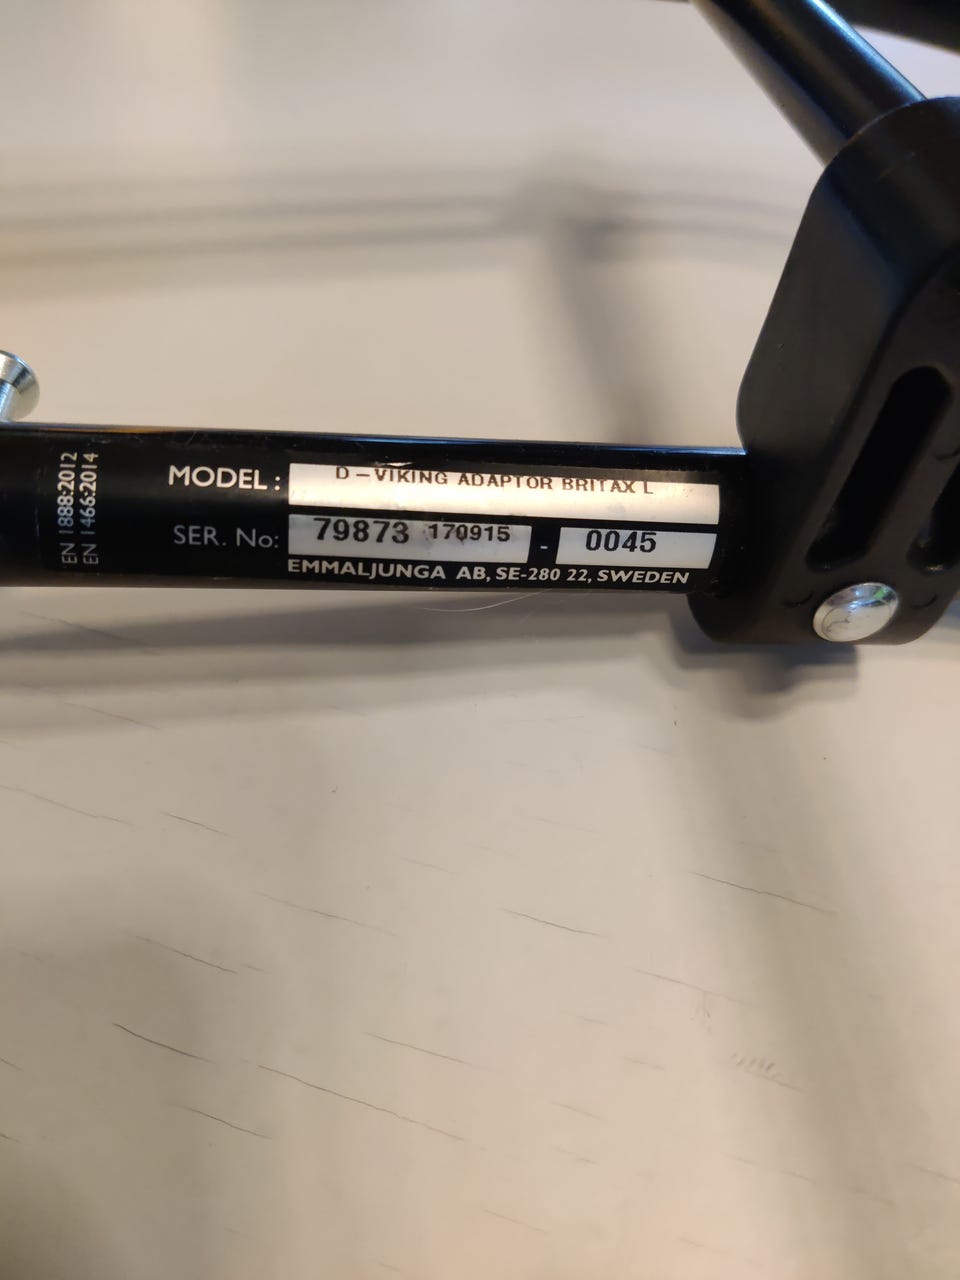 EN 1888:2012
EN 1466:2014
MODEL: D-VIKING ADAPTOR BRITAX L
SER. No: 79873 170915 - 0045
EMMALJUNGA AB, SE-280 22, SWEDEN